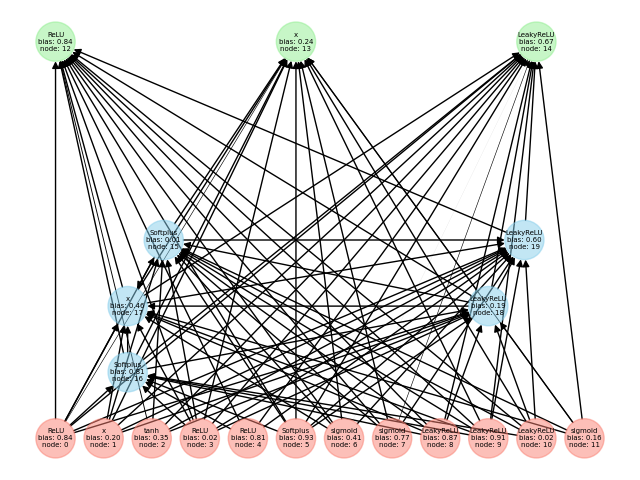 ReLU
bias: 0.84
node: 12
x
bias: 0.24
node: 13
LeakyReLU
bias: 0.67
node: 14
Softplus
bias: 0.01
node: 15
LeakyReLU
bias: 0.60
node: 19
x
bias: 0.46
node: 17
LeakyReLU
bias: 0.19
node: 18
Softplus
bias: 0.81
node: 16
ReLU
bias: 0.84
node: 0
x
bias: 0.20
node: 1
tanh
bias: 0.35
node: 2
ReLU
bias: 0.02
node: 3
ReLU
bias: 0.81
node: 4
Softplus
bias: 0.93
node: 5
sigmoid
bias: 0.41
node: 6
sigmoid
bias: 0.77
node: 7
LeakyReLU
bias: 0.87
node: 8
LeakyReLU
bias: 0.91
node: 9
LeakyReLU
bias: 0.02
node: 10
sigmoid
bias: 0.16
node: 11